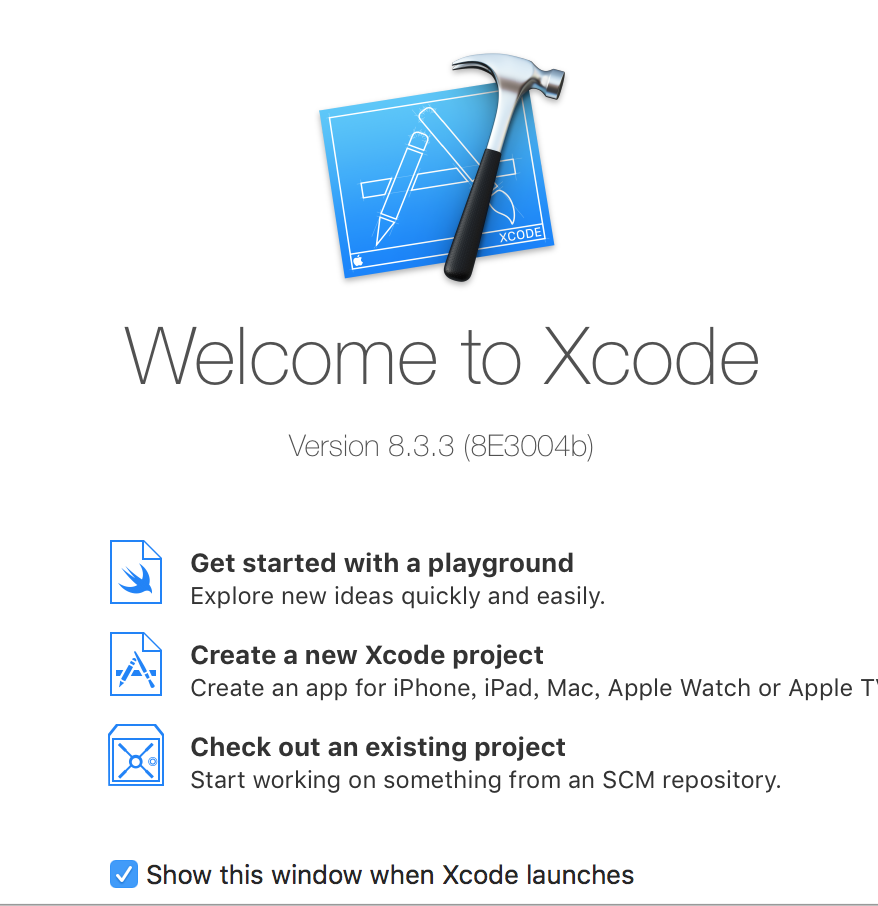 XCODE
Welcome to Xcode
Version 8.3.3 (8E3004b)
Get started with a playground
Explore new ideas quickly and easily.
Create a new Xcode project
Create an app for iPhone, iPad, Mac, Apple Watch or Apple TV
Check out an existing project
Start working on something from an SCM repository.
Show this window when Xcode launches